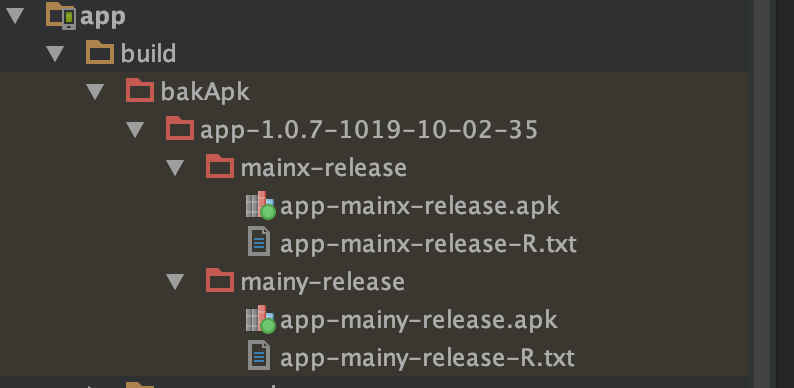 app
build
bakApk
app-1.0.7-1019-10-02-35
mainx-release
app-mainx-release.apk
app-mainx-release-R.txt
mainy-release
app-mainy-release.apk
app-mainy-release-R.txt